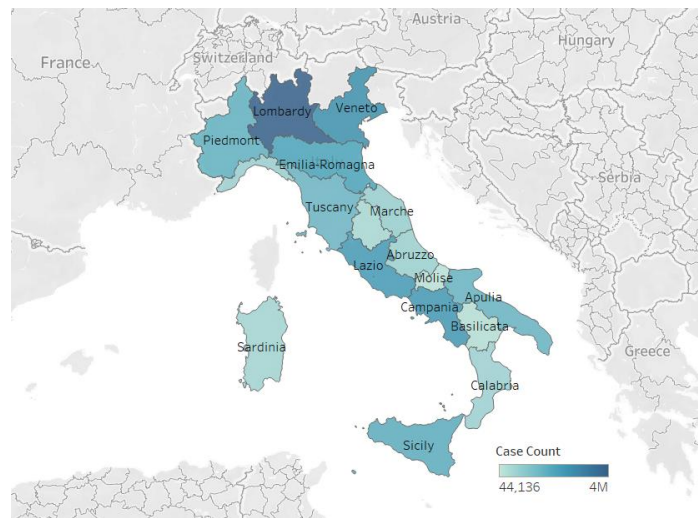 Austria
Hungary
France
Switzerland
Lombardy
Veneto
Piedmont
Emilia-Romagna
Serbia
Tuscany
Marche
Abruzzo
Lazio
Molise
Apulia
Campania
Basilicata
Sardinia
Greece
Calabria
Sicily
Case Count
44,136 4M